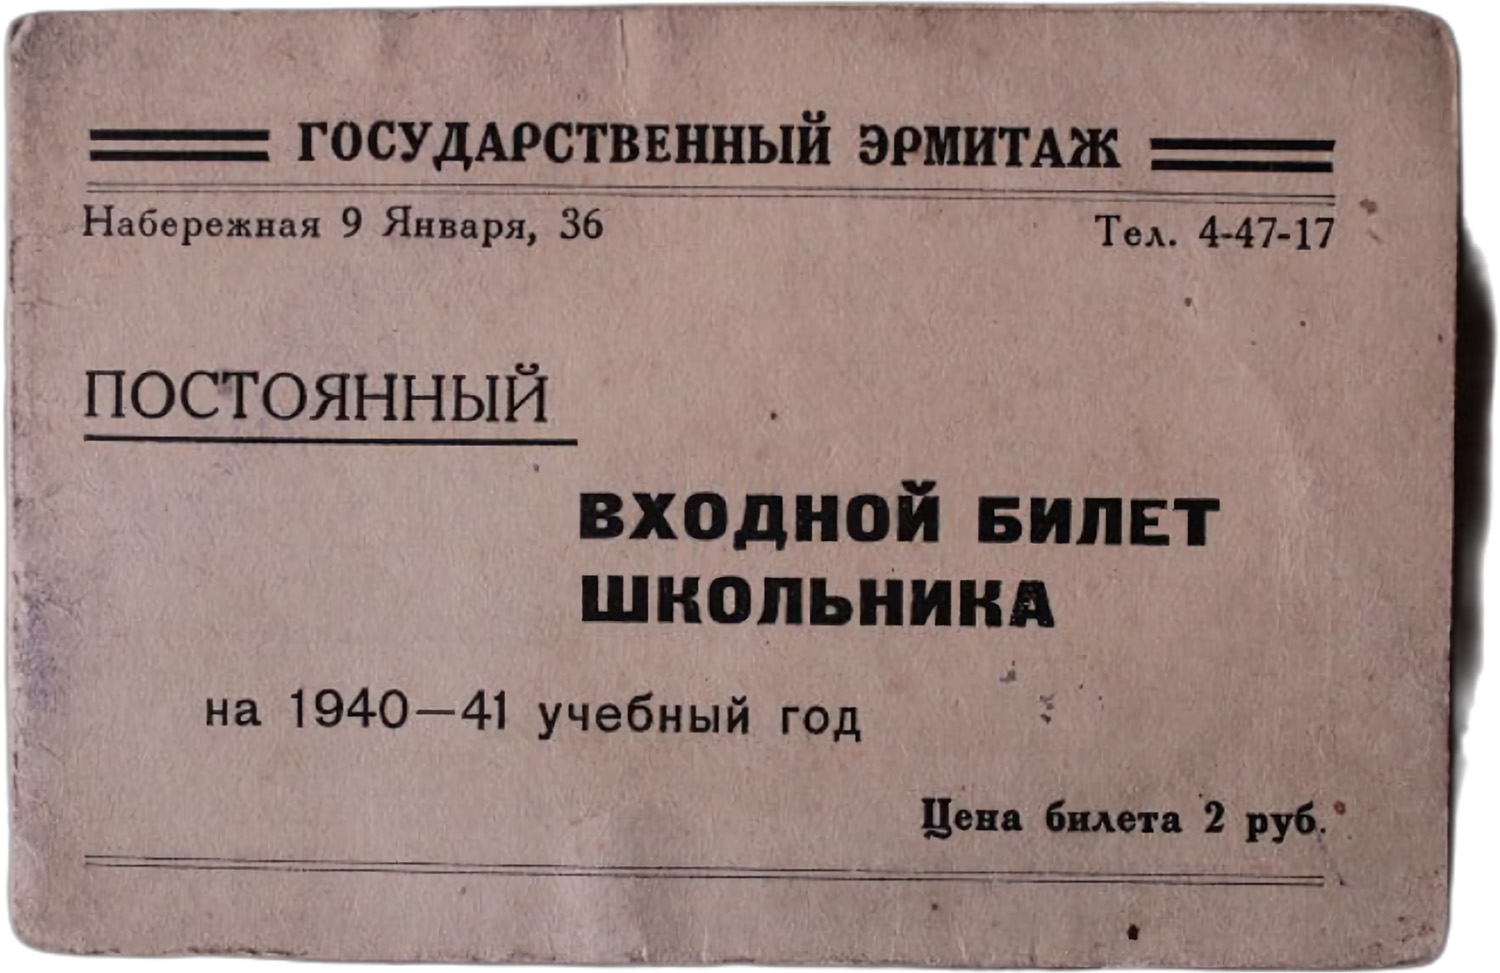 ГОСУДАРСТВЕННЫЙ ЭРМИТАЖ
Набережная 9 Января, 36 Тел. 4-47-17
ПОСТОЯННЫЙ
ВХОДНОЙ БИЛЕТ
ШКОЛЬНИКА
на 1940—41 учебный год
Цена билета 2 руб.